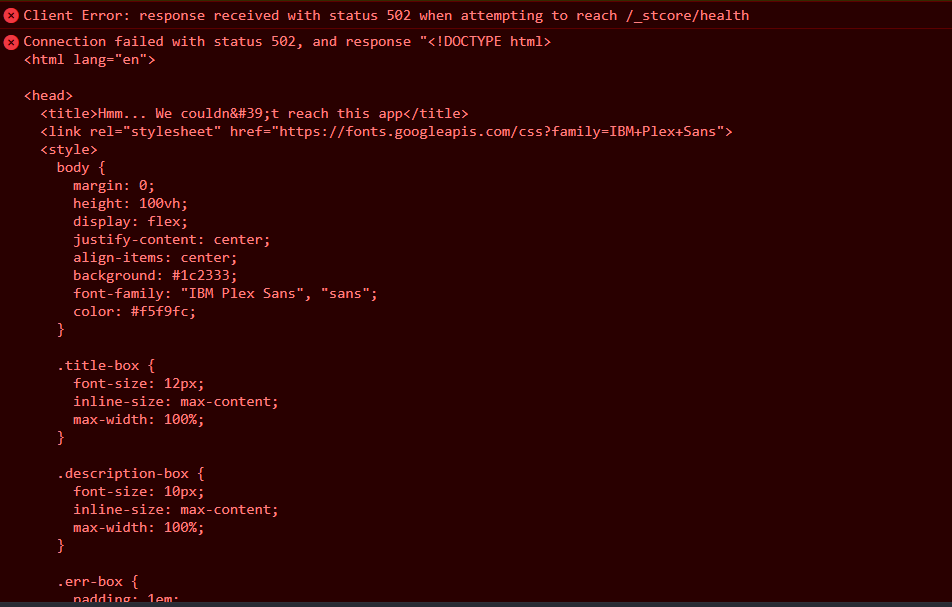 Client Error: response received with status 502 when attempting to reach /_stcore/health
Connection failed with status 502, and response "<!DOCTYPE html>
<html lang="en">
<head>
<title>Hmm... We couldn&#39;t reach this app</title>
<link rel="stylesheet" href="https://fonts.googleapis.com/css?family=IBM+Plex+Sans">
<style>
body {
margin: 0;
height: 100vh;
display: flex;
justify-content: center;
align-items: center;
background: #1c2333;
font-family: "IBM Plex Sans", "sans";
color: #f5f9fc;
}
.title-box {
font-size: 12px;
inline-size: max-content;
max-width: 100%;
}
.description-box {
font-size: 10px;
inline-size: max-content;
max-width: 100%;
}
.err-box {
padding: 1em;